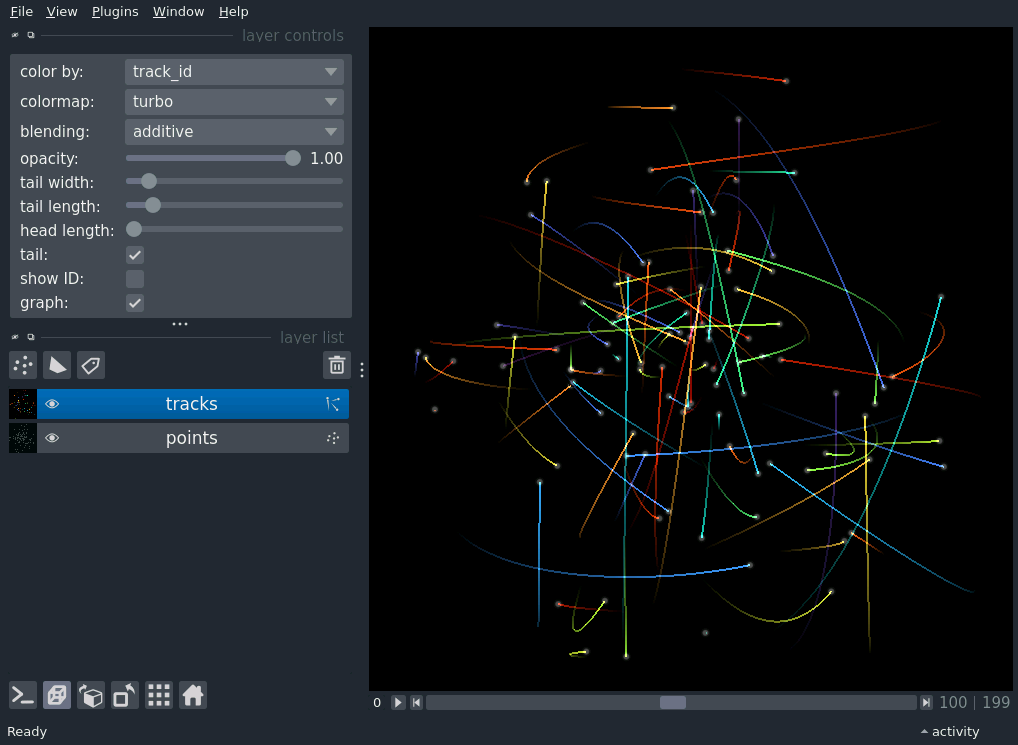 File View Plugins Window Help
layer controls
color by: track_id
colormap: turbo
blending: additive
opacity: 1.00
tail width:
tail length:
head length:
tail:
show ID:
graph:
layer list
tracks
points
0 100 | 199
Ready activity